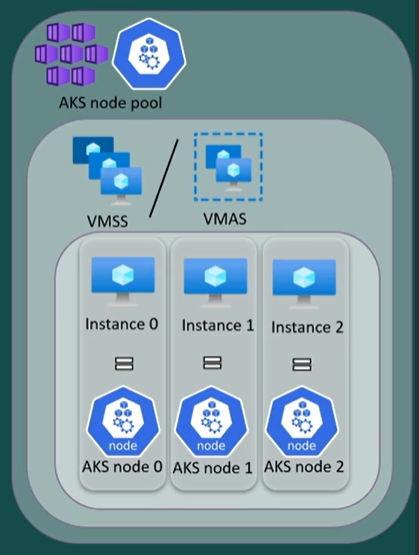 AKS node pool
VMSS
VMAS
Instance 0
Instance 1
Instance 2
node
node
node
AKS node 0
AKS node 1
AKS node 2